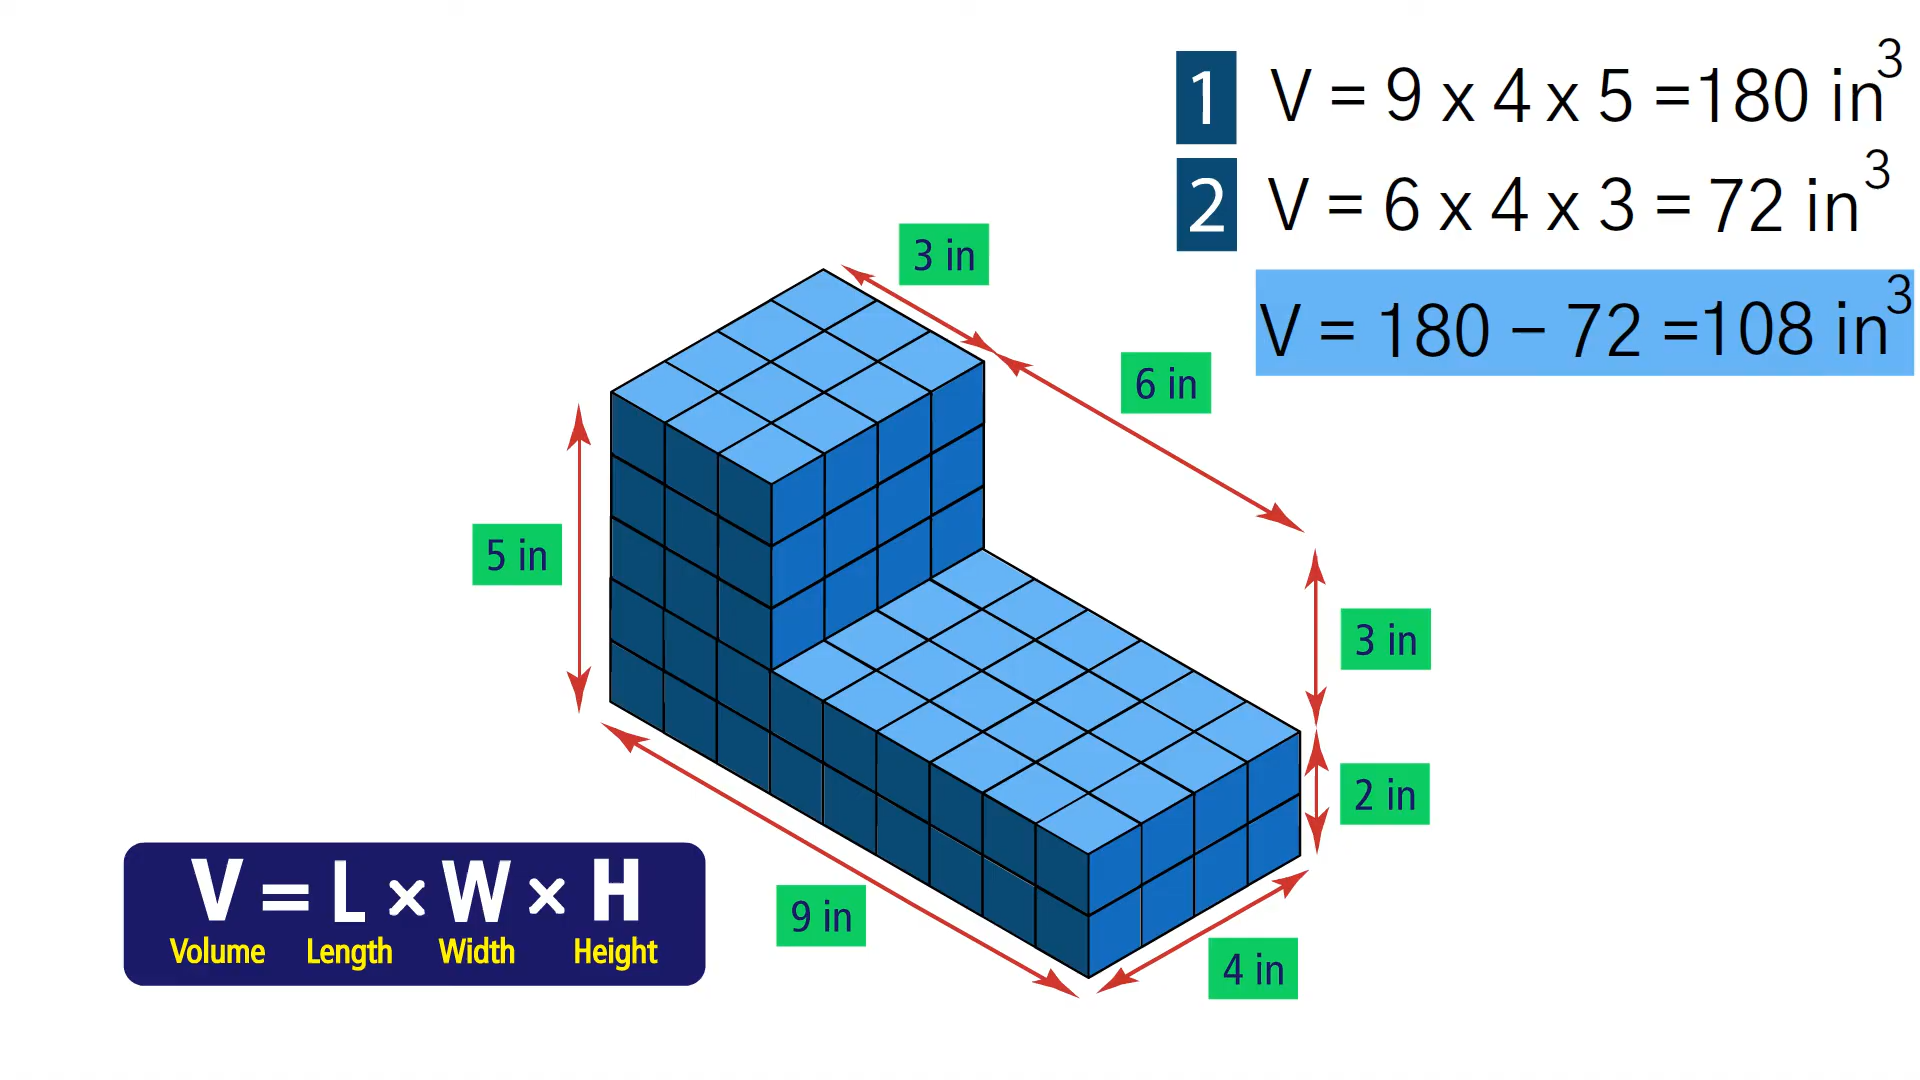 1 V = 9 x 4 x 5 =180 in³
2 V = 6 x 4 x 3 = 72 in³
V = 180 − 72 =108 in³
3 in
6 in
5 in
3 in
2 in
9 in
4 in
V = L × W × H
Volume Length Width Height